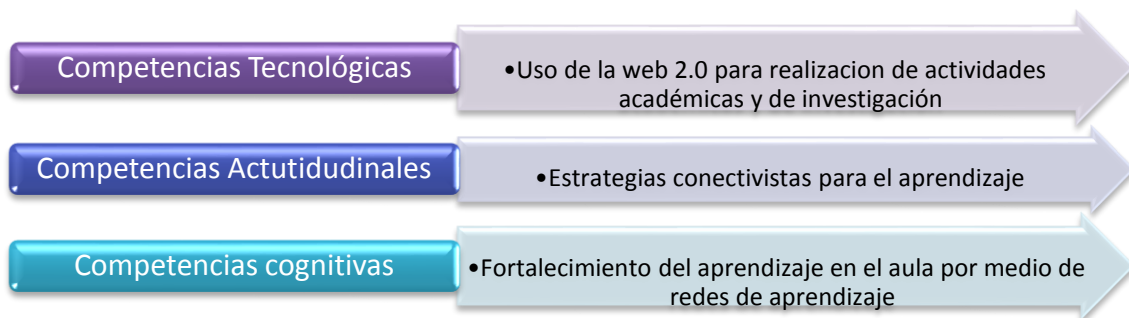 Competencias Tecnológicas
•Uso de la web 2.0 para realizacion de actividades
académicas y de investigación
Competencias Actutidudinales
•Estrategias conectivistas para el aprendizaje
Competencias cognitivas
•Fortalecimiento del aprendizaje en el aula por medio de
redes de aprendizaje